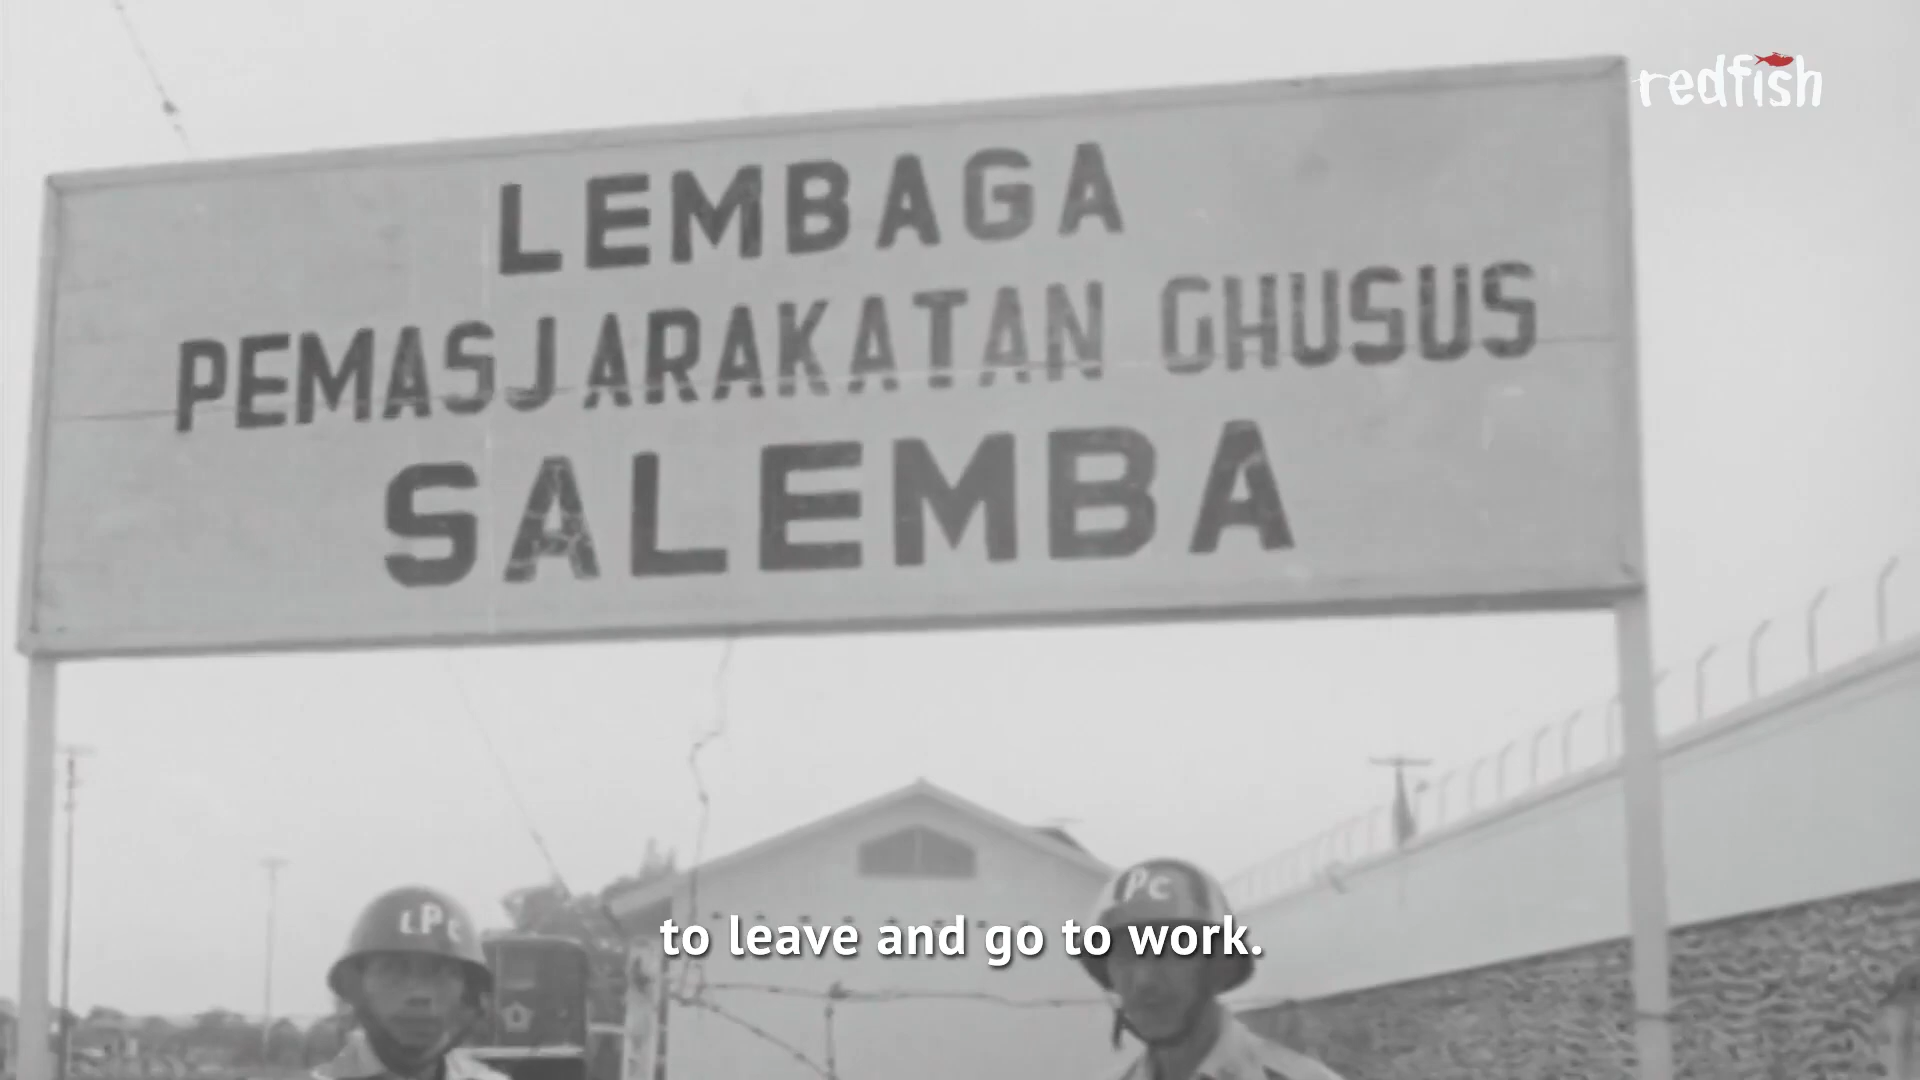 redfish
LEMBAGA
PEMASJARAKATAN GHUSUS
SALEMBA
LPC
PC
to leave and go to work.